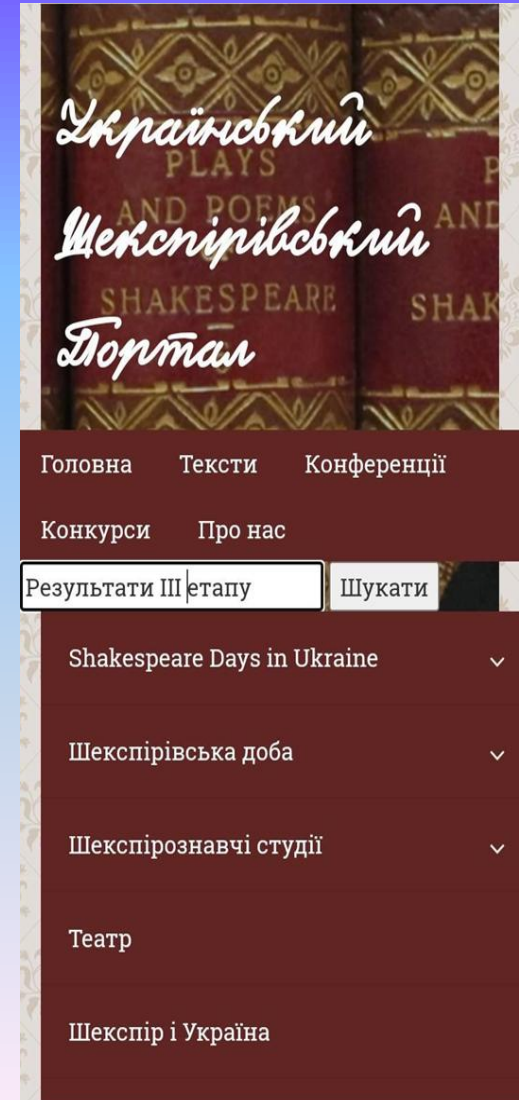 Український
PLAYS
AND POEMS
AND
Шекспірівський
SHAKESPEARE
SHAK
Портал
Головна Тексти Конференції
Конкурси Про нас
Результати ІІІ етапу Шукати
Shakespeare Days in Ukraine
Шекспірівська доба
Шекспірознавчі студії
Театр
Шекспір і Україна